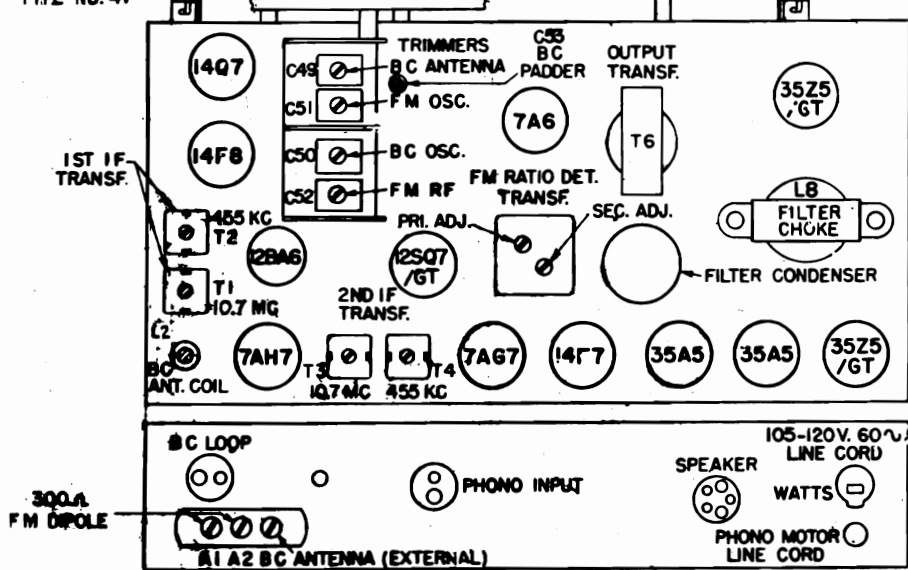 14Q7
C49
TRIMMERS
BC ANTENNA
C51
FM OSC.
C53
BC
PADDER
OUTPUT
TRANSF.
35Z5
/GT
7A6
T6
14F8
C50
BC OSC.
C52
FM RF
1ST IF
TRANSF.
FM RATIO DET.
TRANSF.
PRI. ADJ.
SEC. ADJ.
L8
FILTER
CHOKE
455 KC
T2
12BA6
12SQ7
/GT
FILTER CONDENSER
T1
10.7 MG
2ND IF
TRANSF.
L2
BC
ANT. COIL
7AH7
T3
10.7 MC
T4
455 KC
7AG7
14F7
35A5
35A5
35Z5
/GT
BC LOOP
PHONO INPUT
SPEAKER
105-120V. 60~
LINE CORD
WATTS
300Ω
FM DIPOLE
PHONO MOTOR
LINE CORD
A1 A2 BC ANTENNA (EXTERNAL)